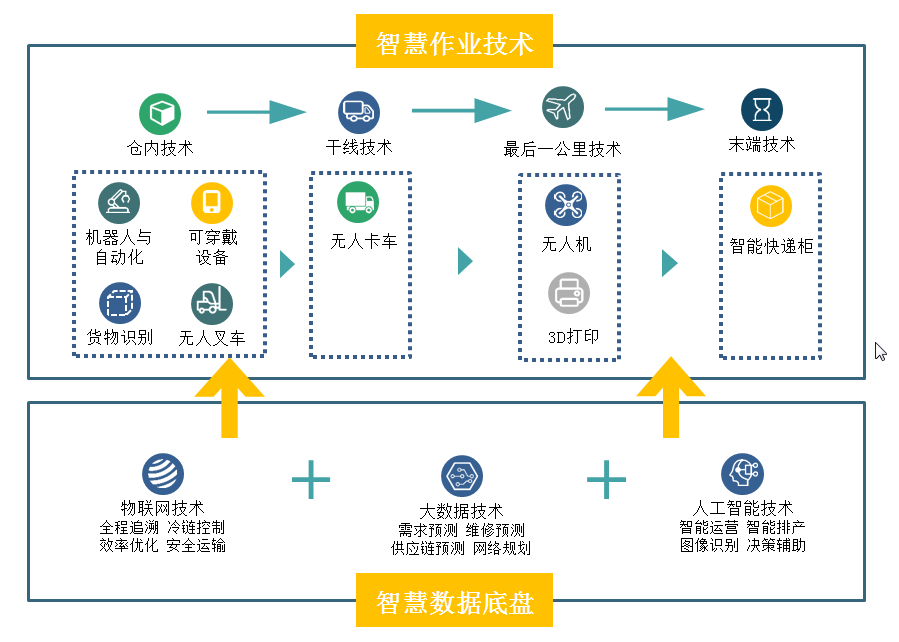 智慧作业技术
仓内技术
干线技术
最后一公里技术
末端技术
机器人与
自动化
可穿戴
设备
货物识别
无人叉车
无人卡车
无人机
3D打印
智能快递柜
物联网技术
全程追溯 冷链控制
效率优化 安全运输
大数据技术
需求预测 维修预测
供应链预测 网络规划
人工智能技术
智能运营 智能排产
图像识别 决策辅助
智慧数据底盘